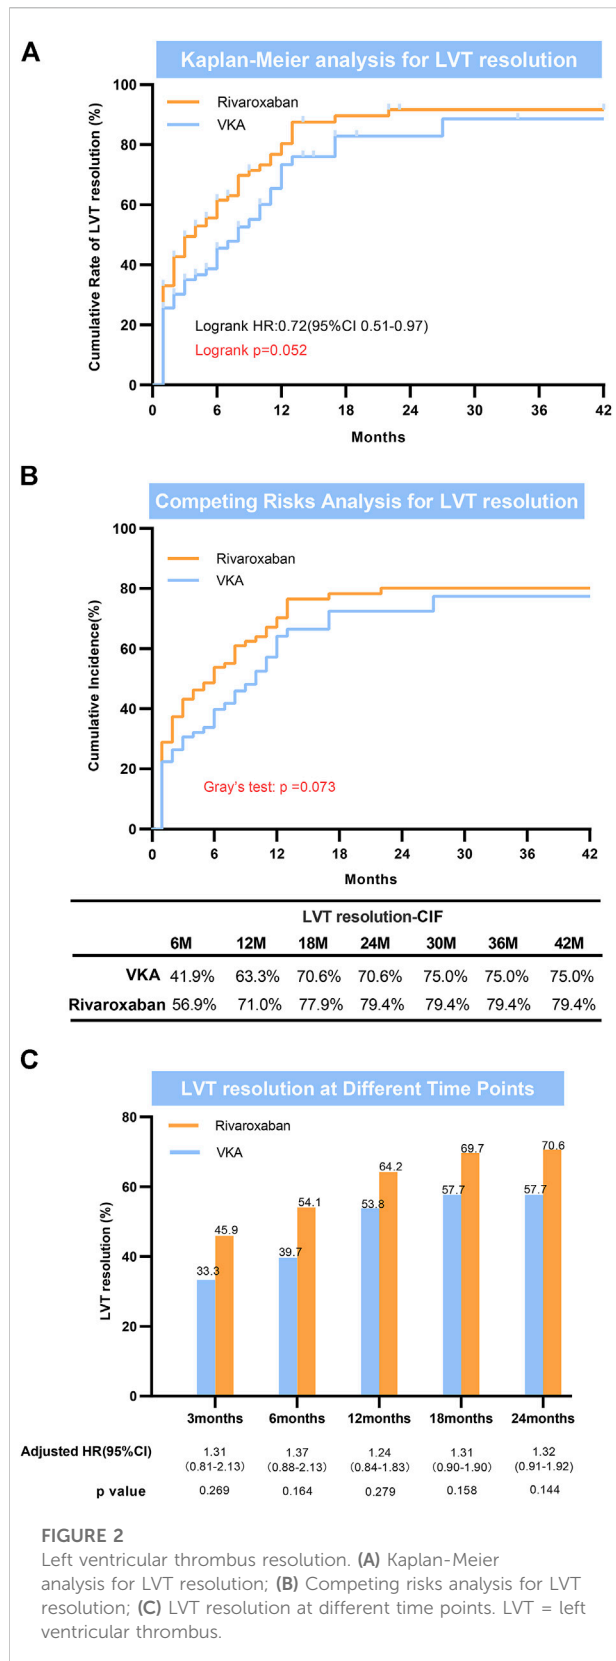 A
Kaplan-Meier analysis for LVT resolution
Cumulative Rate of LVT resolution (%)
100
80
60
40
20
0
Rivaroxaban
VKA
Logrank HR:0.72(95%CI 0.51-0.97)
Logrank p=0.052
0 6 12 18 24 30 36 42
Months
B
Competing Risks Analysis for LVT resolution
Cumulative Incidence(%)
100
80
60
40
20
0
Rivaroxaban
VKA
Gray's test: p =0.073
0 6 12 18 24 30 36 42
Months
LVT resolution-CIF
6M 12M 18M 24M 30M 36M 42M
VKA 41.9% 63.3% 70.6% 70.6% 75.0% 75.0% 75.0%
Rivaroxaban 56.9% 71.0% 77.9% 79.4% 79.4% 79.4% 79.4%
C
LVT resolution at Different Time Points
LVT resolution (%)
80
60
40
20
0
Rivaroxaban
VKA
33.3 45.9 39.7 54.1 53.8 64.2 57.7 69.7 57.7 70.6
3months 6months 12months 18months 24months
Adjusted HR(95%CI) 1.31 1.37 1.24 1.31 1.32
(0.81-2.13) (0.88-2.13) (0.84-1.83) (0.90-1.90) (0.91-1.92)
p value 0.269 0.164 0.279 0.158 0.144
FIGURE 2
Left ventricular thrombus resolution. (A) Kaplan-Meier
analysis for LVT resolution; (B) Competing risks analysis for LVT
resolution; (C) LVT resolution at different time points. LVT = left
ventricular thrombus.